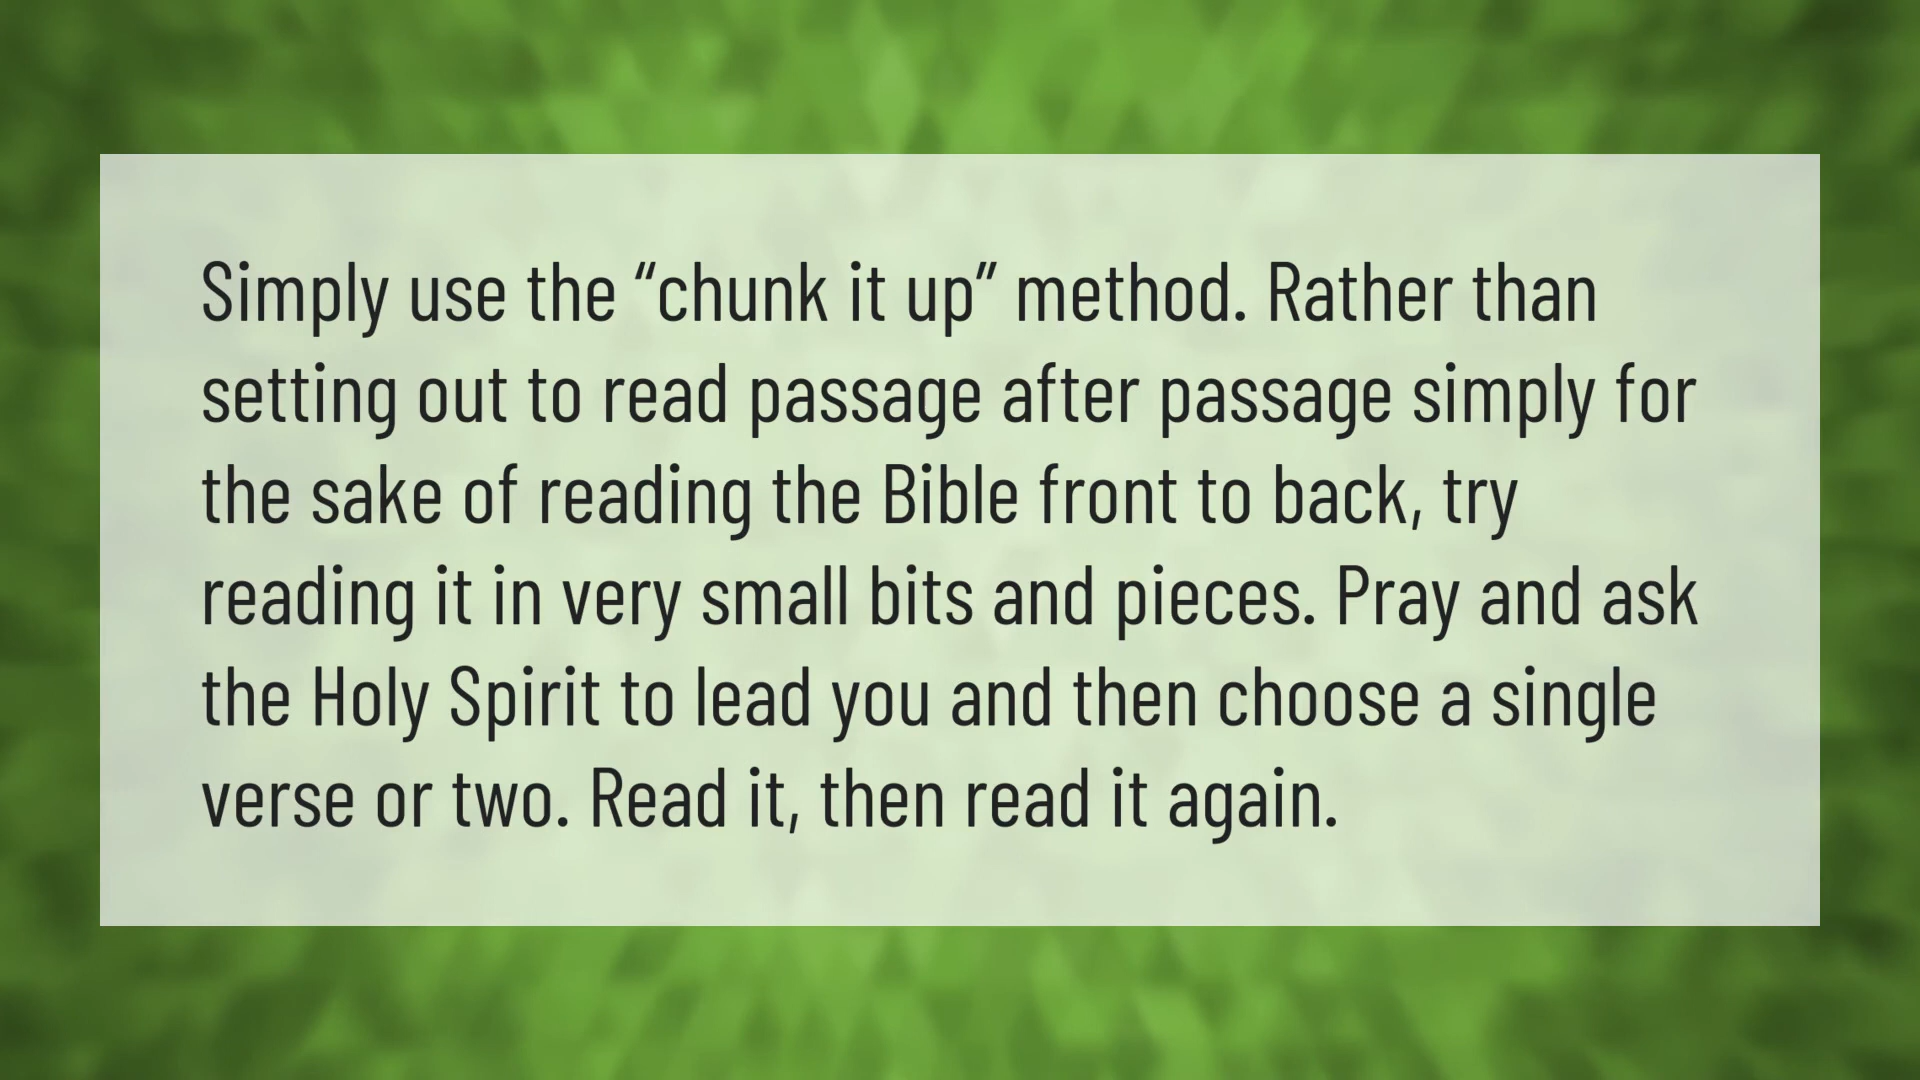 Simply use the “chunk it up” method. Rather than
setting out to read passage after passage simply for
the sake of reading the Bible front to back, try
reading it in very small bits and pieces. Pray and ask
the Holy Spirit to lead you and then choose a single
verse or two. Read it, then read it again.